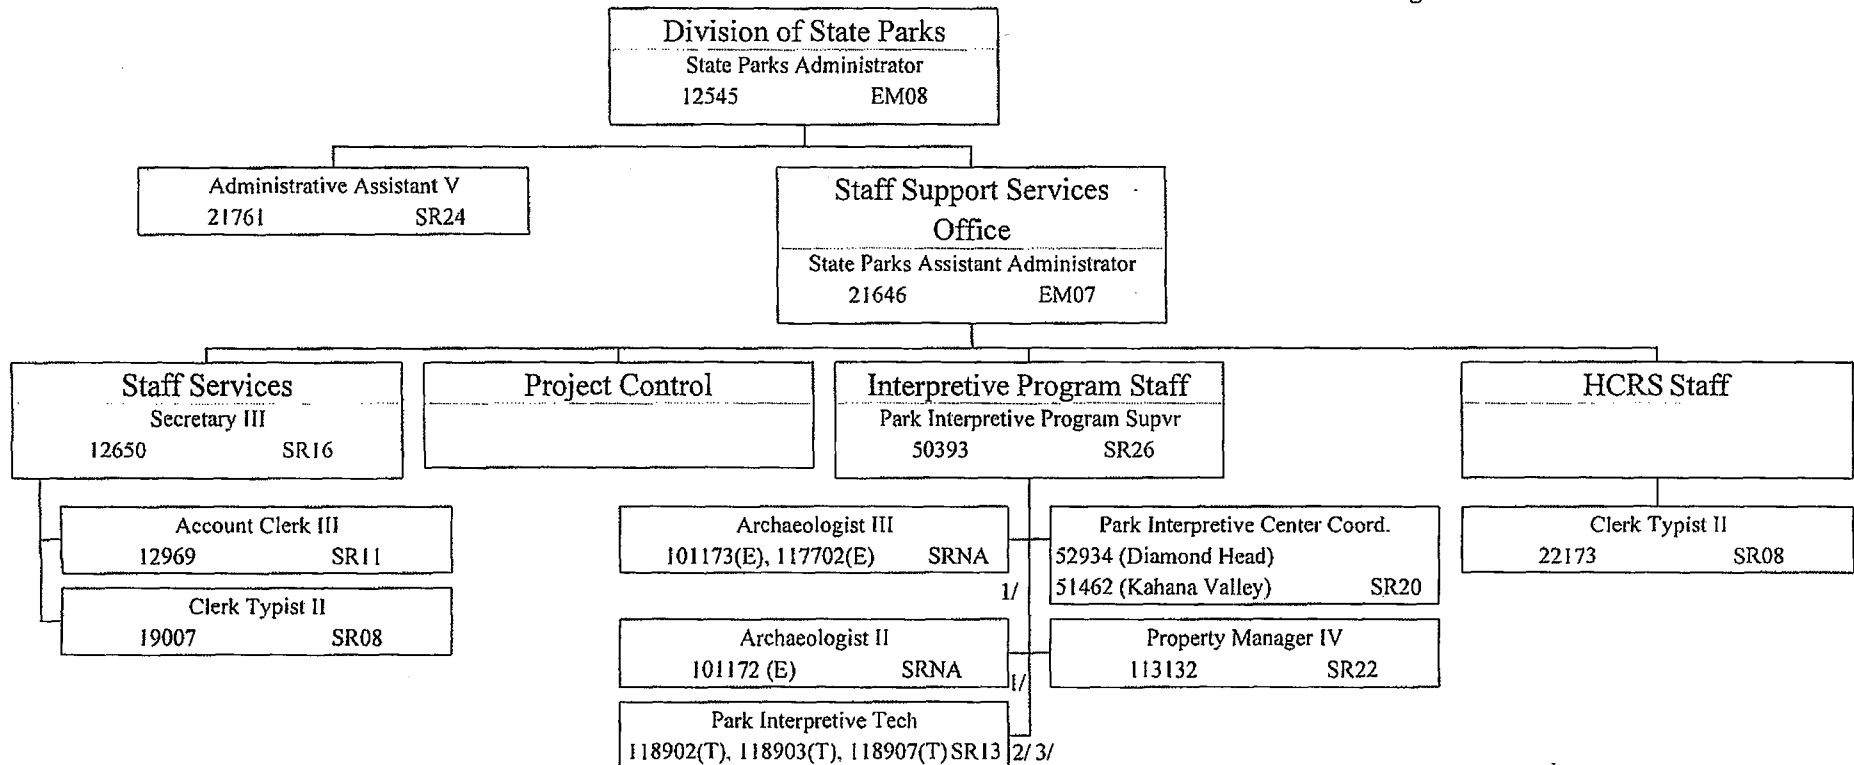 Division of State Parks
State Parks Administrator
12545 EM08
Administrative Assistant V
21761 SR24
Staff Support Services
Office
State Parks Assistant Administrator
21646 EM07
Staff Services
Secretary III
12650 SR16
Project Control
Interpretive Program Staff
Park Interpretive Program Supvr
50393 SR26
HCRS Staff
Account Clerk III
12969 SR11
Clerk Typist II
19007 SR08
Archaeologist III
101173(E), 117702(E) SRNA
1/
Park Interpretive Center Coord.
52934 (Diamond Head)
51462 (Kahana Valley) SR20
Clerk Typist II
22173 SR08
Archaeologist II
101172 (E) SRNA
1/
Property Manager IV
113132 SR22
Park Interpretive Tech
118902(T), 118903(T), 118907(T) SR13 2/ 3/